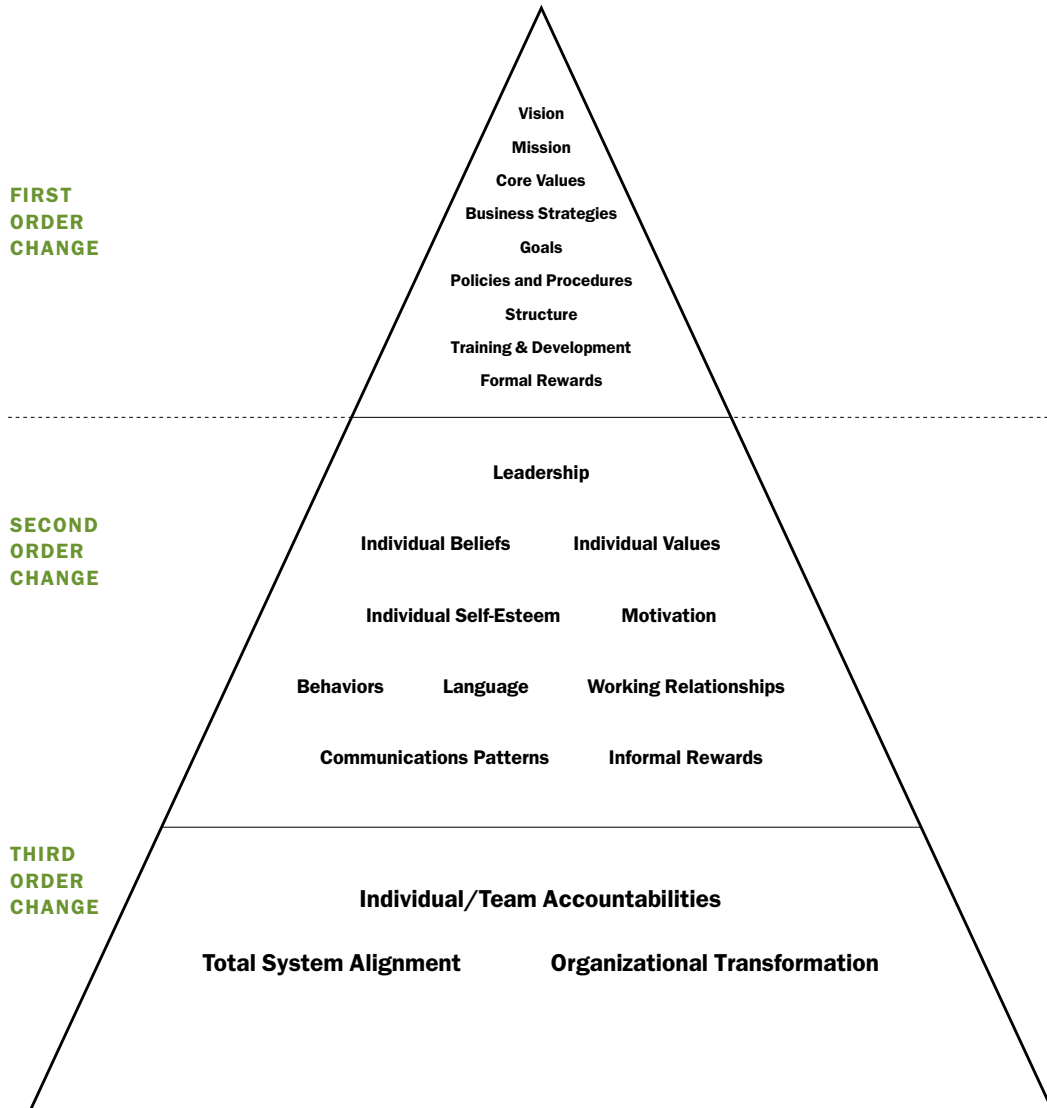 Vision
Mission
Core Values
Business Strategies
Goals
Policies and Procedures
Structure
Training & Development
Formal Rewards
FIRST
ORDER
CHANGE
Leadership
Individual Beliefs Individual Values
Individual Self-Esteem Motivation
Behaviors Language Working Relationships
Communications Patterns Informal Rewards
SECOND
ORDER
CHANGE
Individual/Team Accountabilities
Total System Alignment Organizational Transformation
THIRD
ORDER
CHANGE